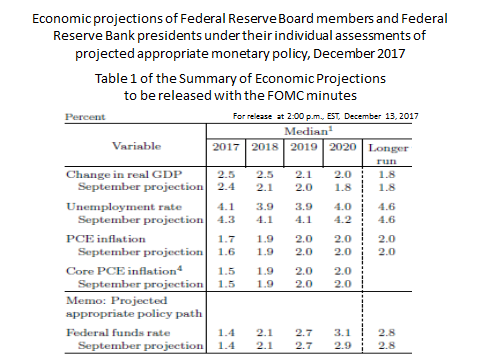 Economic projections of Federal Reserve Board members and Federal
Reserve Bank presidents under their individual assessments of
projected appropriate monetary policy, December 2017
Table 1 of the Summary of Economic Projections
to be released with the FOMC minutes
Percent For release at 2:00 p.m., EST, December 13, 2017
Median1
Variable 2017 2018 2019 2020 Longer
run
Change in real GDP 2.5 2.5 2.1 2.0 1.8
September projection 2.4 2.1 2.0 1.8 1.8
Unemployment rate 4.1 3.9 3.9 4.0 4.6
September projection 4.3 4.1 4.1 4.2 4.6
PCE inflation 1.7 1.9 2.0 2.0 2.0
September projection 1.6 1.9 2.0 2.0 2.0
Core PCE inflation4 1.5 1.9 2.0 2.0
September projection 1.5 1.9 2.0 2.0
Memo: Projected
appropriate policy path
Federal funds rate 1.4 2.1 2.7 3.1 2.8
September projection 1.4 2.1 2.7 2.9 2.8